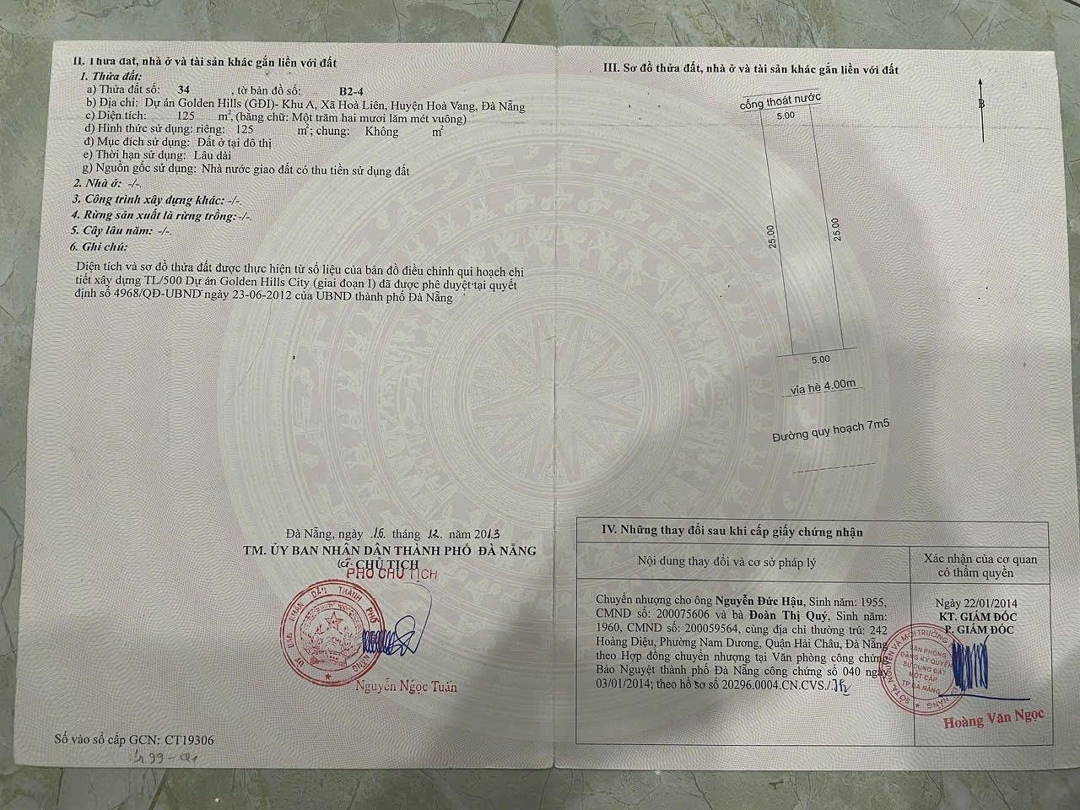 II. Thửa đất, nhà ở và tài sản khác gắn liền với đất
1. Thửa đất:
a) Thửa đất số: 34 , tờ bản đồ số: B2-4
b) Địa chỉ: Dự án Golden Hills (GĐI)- Khu A, Xã Hoà Liên, Huyện Hoà Vang, Đà Nẵng
c) Diện tích: 125 m², (bằng chữ: Một trăm hai mươi lăm mét vuông)
d) Hình thức sử dụng: riêng: 125 m²; chung: Không m²
đ) Mục đích sử dụng: Đất ở tại đô thị
e) Thời hạn sử dụng: Lâu dài
g) Nguồn gốc sử dụng: Nhà nước giao đất có thu tiền sử dụng đất
2. Nhà ở: -/-.
3. Công trình xây dựng khác: -/-.
4. Rừng sản xuất là rừng trồng:-/-.
5. Cây lâu năm: -/-.
6. Ghi chú:
Diện tích và sơ đồ thửa đất được thực hiện từ số liệu của bản đồ điều chỉnh qui hoạch chi
tiết xây dựng TL/500 Dự án Golden Hills City (giai đoạn I) đã được phê duyệt tại quyết
định số 4968/QĐ-UBND ngày 23-06-2012 của UBND thành phố Đà Nẵng
Đà Nẵng, ngày 16 tháng 12 năm 2013
TM. ỦY BAN NHÂN DÂN THÀNH PHỐ ĐÀ NẴNG
CHỦ TỊCH
PHÓ CHỦ TỊCH
Nguyễn Ngọc Tuấn
Số vào sổ cấp GCN: CT19306
III. Sơ đồ thửa đất, nhà ở và tài sản khác gắn liền với đất
B
cống thoát nước
5.00
25.00
25.00
5.00
vỉa hè 4.00m
Đường quy hoạch 7m5
IV. Những thay đổi sau khi cấp giấy chứng nhận
Nội dung thay đổi và cơ sở pháp lý
Xác nhận của cơ quan
có thẩm quyền
Chuyển nhượng cho ông Nguyễn Đức Hậu, Sinh năm: 1955,
CMND số: 200075606 và bà Đoàn Thị Quý, Sinh năm:
1960, CMND số: 200059564, cùng địa chỉ thường trú: 242
Hoàng Diệu, Phường Nam Dương, Quận Hải Châu, Đà Nẵng
theo Hợp đồng chuyển nhượng tại Văn phòng công chứng
Bảo Nguyệt thành phố Đà Nẵng công chứng số 040 ngày
03/01/2014; theo hồ sơ số 20296.0004.CN.CVS./.
Ngày 22/01/2014
KT. GIÁM ĐỐC
P. GIÁM ĐỐC
VĂN PHÒNG
ĐĂNG KÝ QUYỀN
SỬ DỤNG ĐẤT
MỘT CẤP
TP ĐÀ NẴNG
Hoàng Văn Ngọc